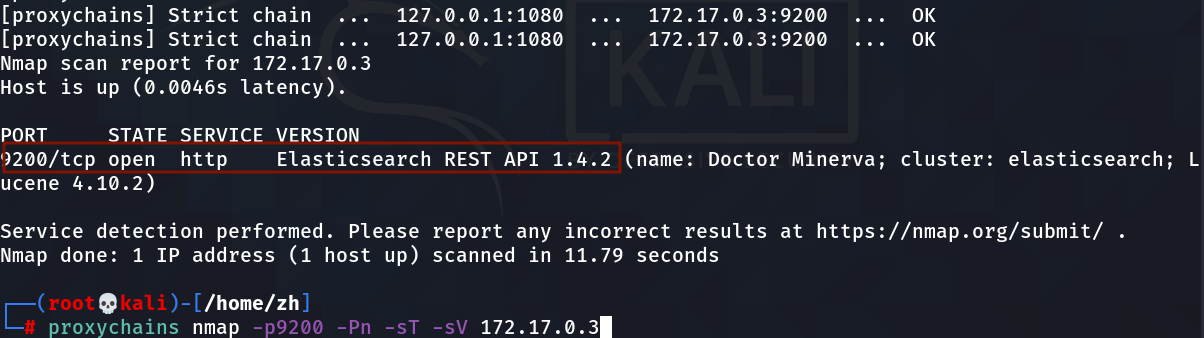 [proxychains] Strict chain  ...  127.0.0.1:1080  ...  172.17.0.3:9200  ...  OK
[proxychains] Strict chain  ...  127.0.0.1:1080  ...  172.17.0.3:9200  ...  OK
Nmap scan report for 172.17.0.3
Host is up (0.0046s latency).
KALI
PORT     STATE SERVICE VERSION
9200/tcp open  http    Elasticsearch REST API 1.4.2 (name: Doctor Minerva; cluster: elasticsearch; L
ucene 4.10.2)
Service detection performed. Please report any incorrect results at https://nmap.org/submit/ .
Nmap done: 1 IP address (1 host up) scanned in 11.79 seconds
┌──(root💀kali)-[/home/zh]
└─# proxychains nmap -p9200 -Pn -sT -sV 172.17.0.3